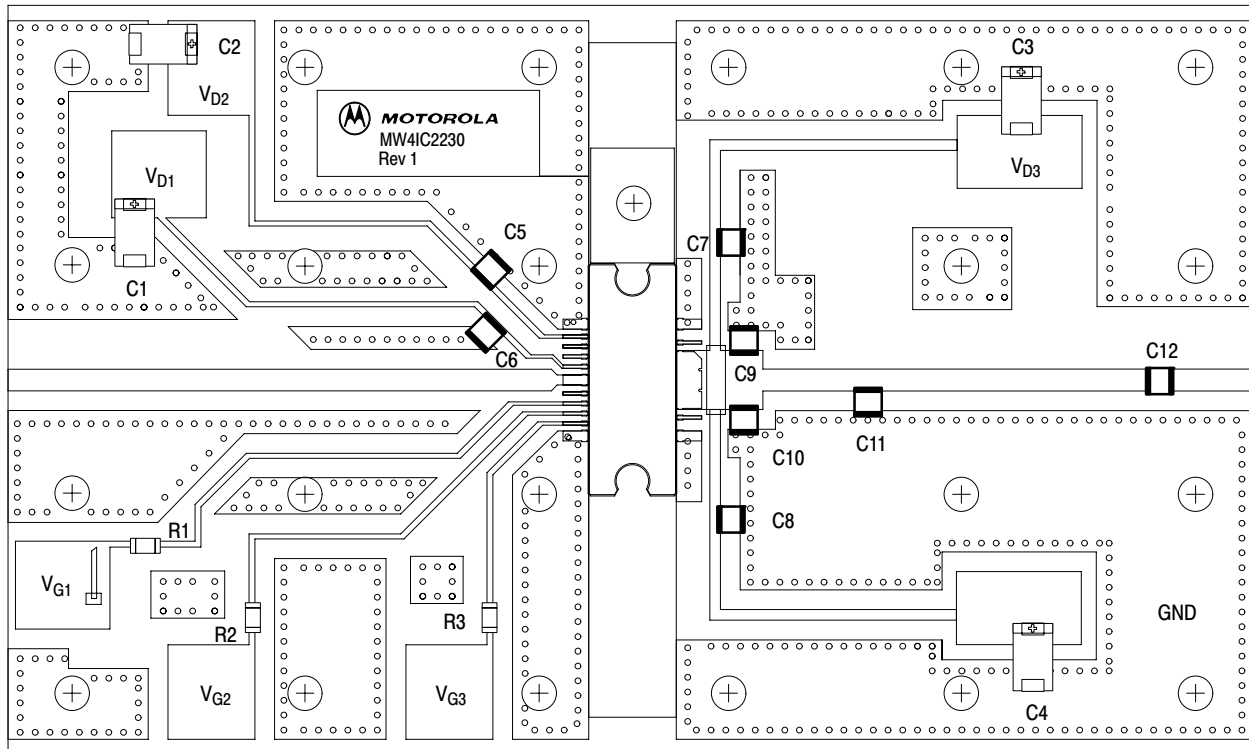 C2
C3
VD2
MOTOROLA
MW4IC2230
Rev 1
VD1
VD3
C5
C7
C1
C6
C9
C12
C10
C11
C8
R1
VG1
R2
R3
GND
VG2
VG3
C4